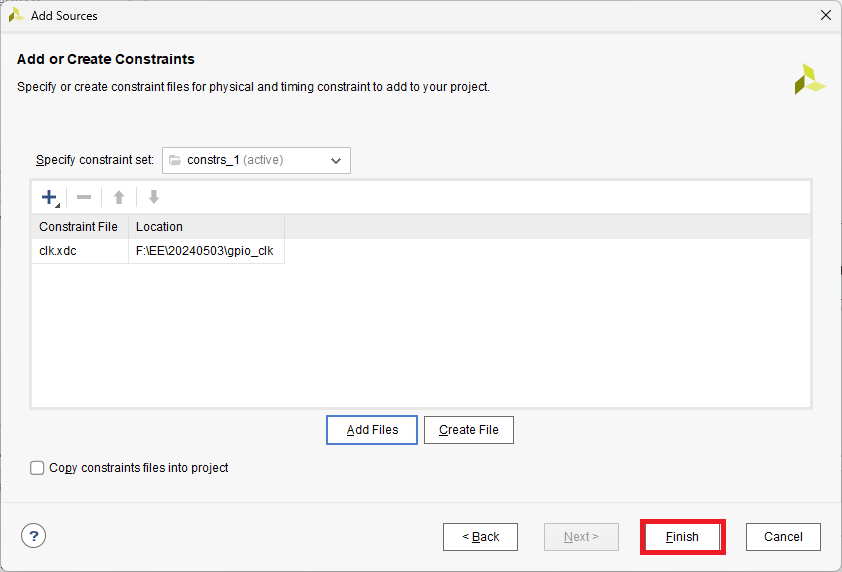 Add Sources
Add or Create Constraints
Specify or create constraint files for physical and timing constraint to add to your project.
Specify constraint set: constrs_1 (active)
Constraint File Location
clk.xdc F:\EE\20240503\gpio_clk
Add Files Create File
Copy constraints files into project
? < Back Next > Finish Cancel